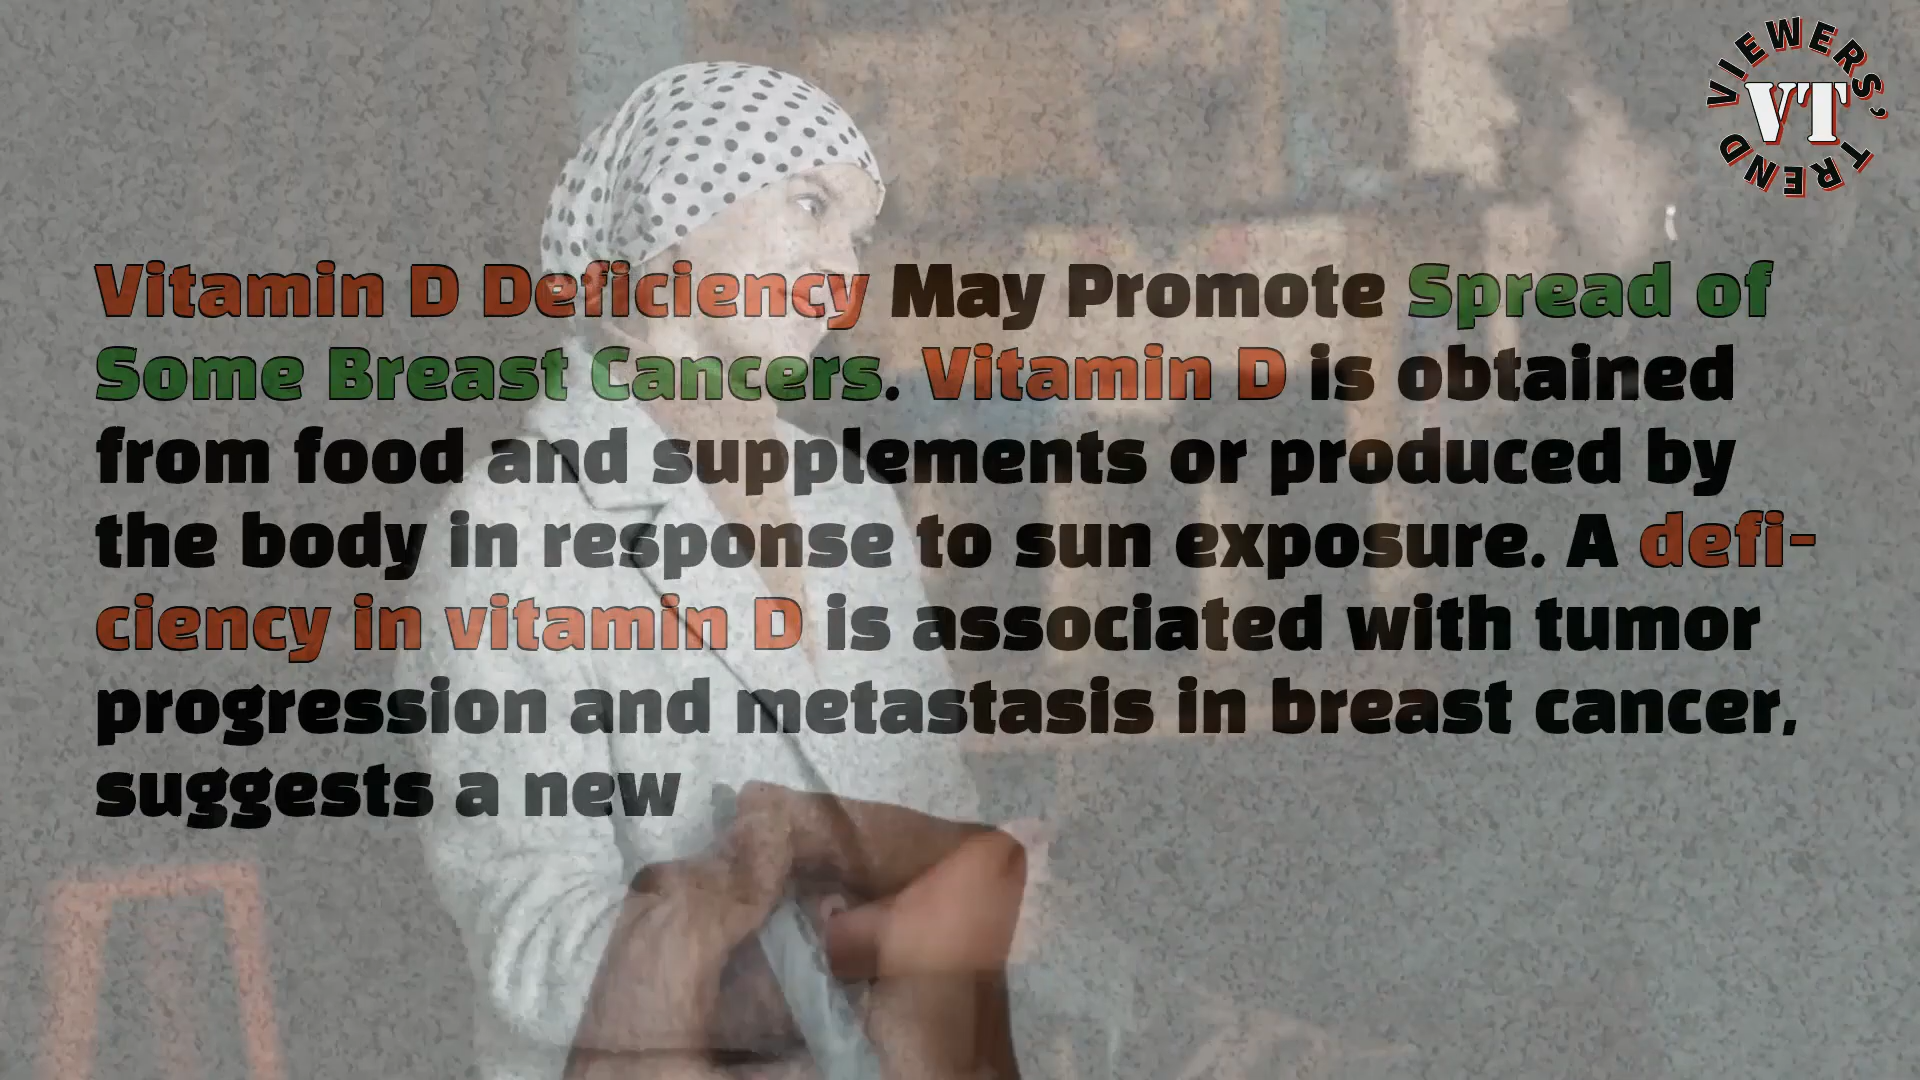 VIEWERS' TREND
VT
Vitamin D Deficiency May Promote Spread of
Some Breast Cancers. Vitamin D is obtained
from food and supplements or produced by
the body in response to sun exposure. A defi-
ciency in vitamin D is associated with tumor
progression and metastasis in breast cancer,
suggests a new